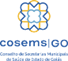 cosems|GO
Conselho de Secretarias Municipais
de Saúde do Estado de Goiás